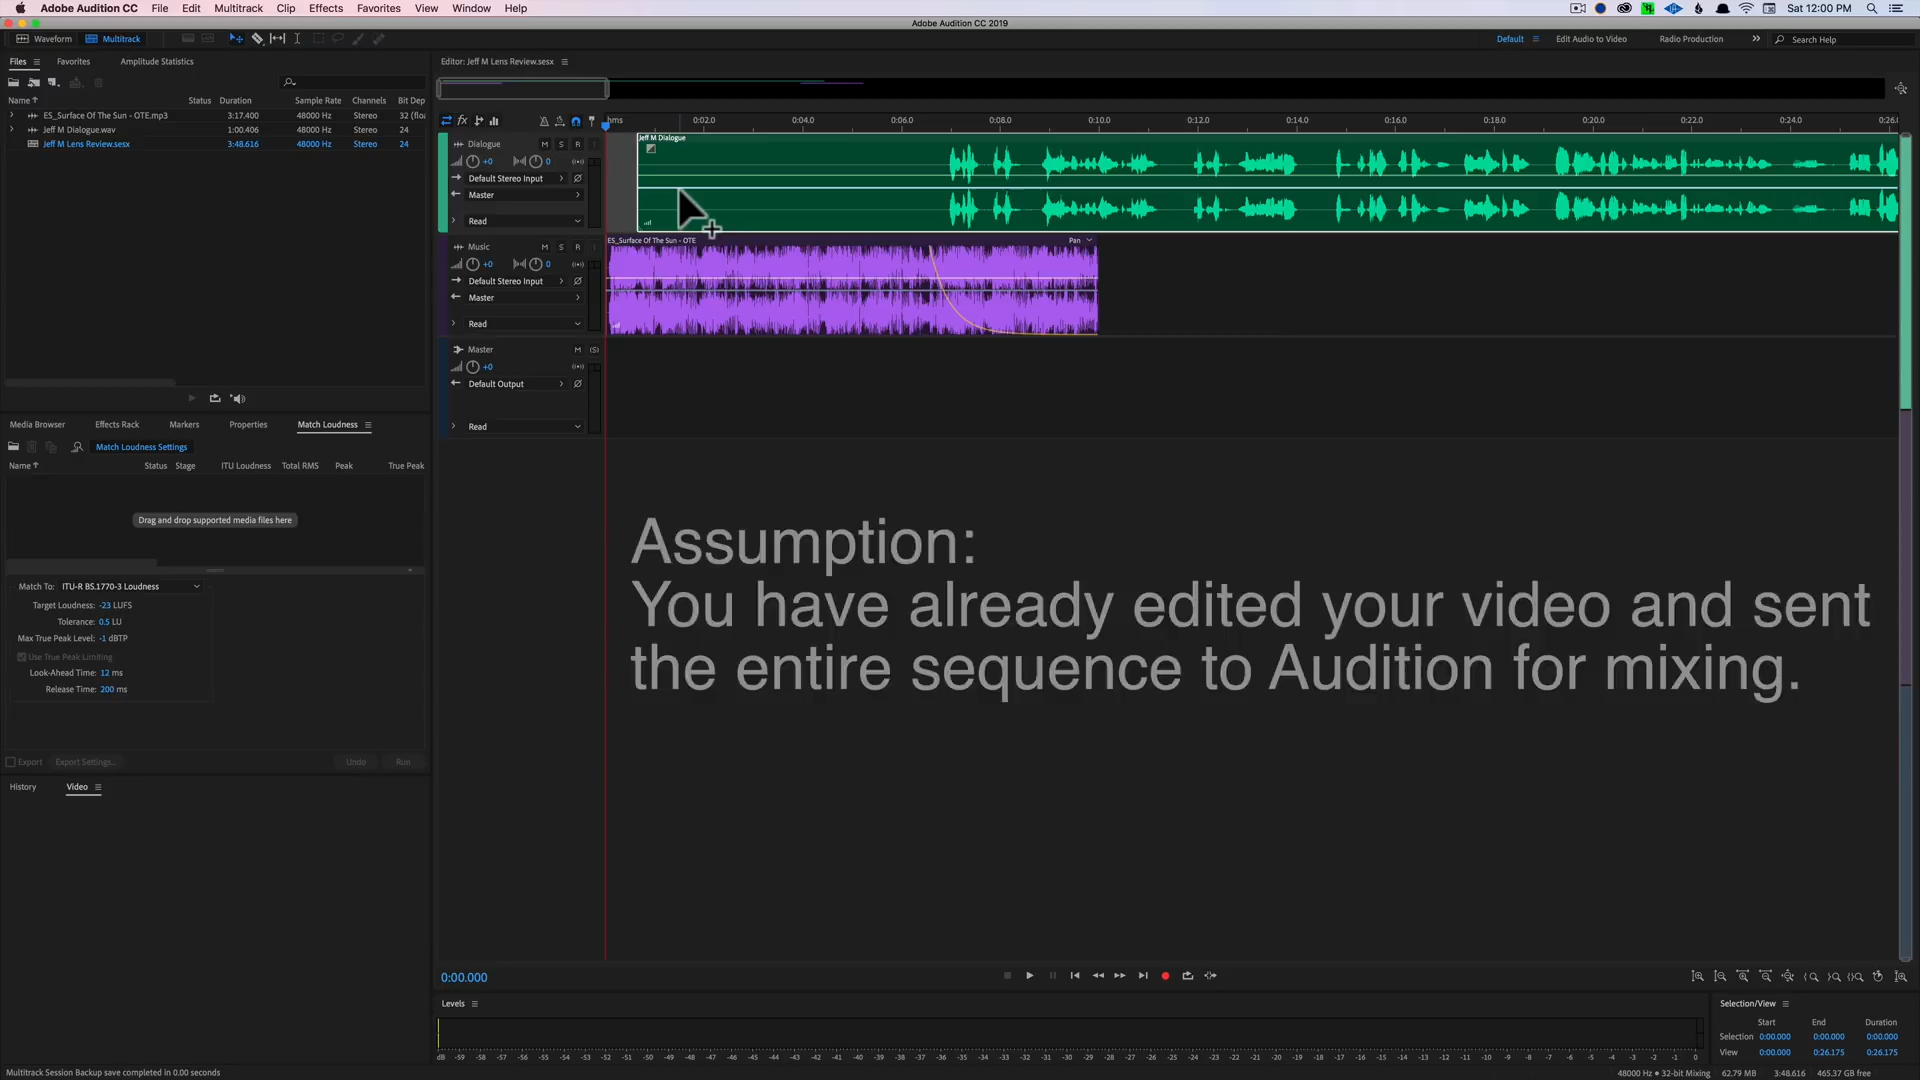 Adobe Audition CC File Edit Multitrack Clip Effects Favorites View Window Help Sat 12:00 PM
Adobe Audition CC 2019
Waveform Multitrack Default Edit Audio to Video Radio Production Search Help
Files Favorites Amplitude Statistics
Name Status Duration Sample Rate Channels Bit Dep
ES_Surface Of The Sun - OTE.mp3 3:17.400 48000 Hz Stereo 32 (floa
Jeff M Dialogue.wav 1:00.406 48000 Hz Stereo 24
Jeff M Lens Review.sesx 3:48.616 48000 Hz Stereo 24
Media Browser Effects Rack Markers Properties Match Loudness
Match Loudness Settings
Name Status Stage ITU Loudness Total RMS Peak True Peak
Drag and drop supported media files here
Match To: ITU-R BS.1770-3 Loudness
Target Loudness: -23 LUFS
Tolerance: 0.5 LU
Max True Peak Level: -1 dBTP
Use True Peak Limiting
Look-Ahead Time: 12 ms
Release Time: 200 ms
Export Export Settings... Undo Run
History Video
Editor: Jeff M Lens Review.sesx
fx hms 0:02.0 0:04.0 0:06.0 0:08.0 0:10.0 0:12.0 0:14.0 0:16.0 0:18.0 0:20.0 0:22.0 0:24.0 0:26.0
Jeff M Dialogue
Dialogue M S R I
+0 0
Default Stereo Input
Master
Read
ES_Surface Of The Sun - OTE Pan
Music M S R I
+0 0
Default Stereo Input
Master
Read
Master M (S)
+0
Default Output
Read
Assumption:
You have already edited your video and sent
the entire sequence to Audition for mixing.
0:00.000
Levels
dB -59 -58 -57 -56 -55 -54 -53 -52 -51 -50 -49 -48 -47 -46 -45 -44 -43 -42 -41 -40 -39 -38 -37 -36 -35 -34 -33 -32 -31 -30 -29 -28 -27 -26 -25 -24 -23 -22 -21 -20 -19 -18 -17 -16 -15 -14 -13 -12 -11 -10 -9 -8 -7 -6 -5 -4 -3 -2 -1 0
Selection/View
Start End Duration
Selection 0:00.000 0:00.000 0:00.000
View 0:00.000 0:26.175 0:26.175
Multitrack Session Backup save completed in 0.00 seconds
48000 Hz • 32-bit Mixing 62.79 MB 3:48.616 465.37 GB free